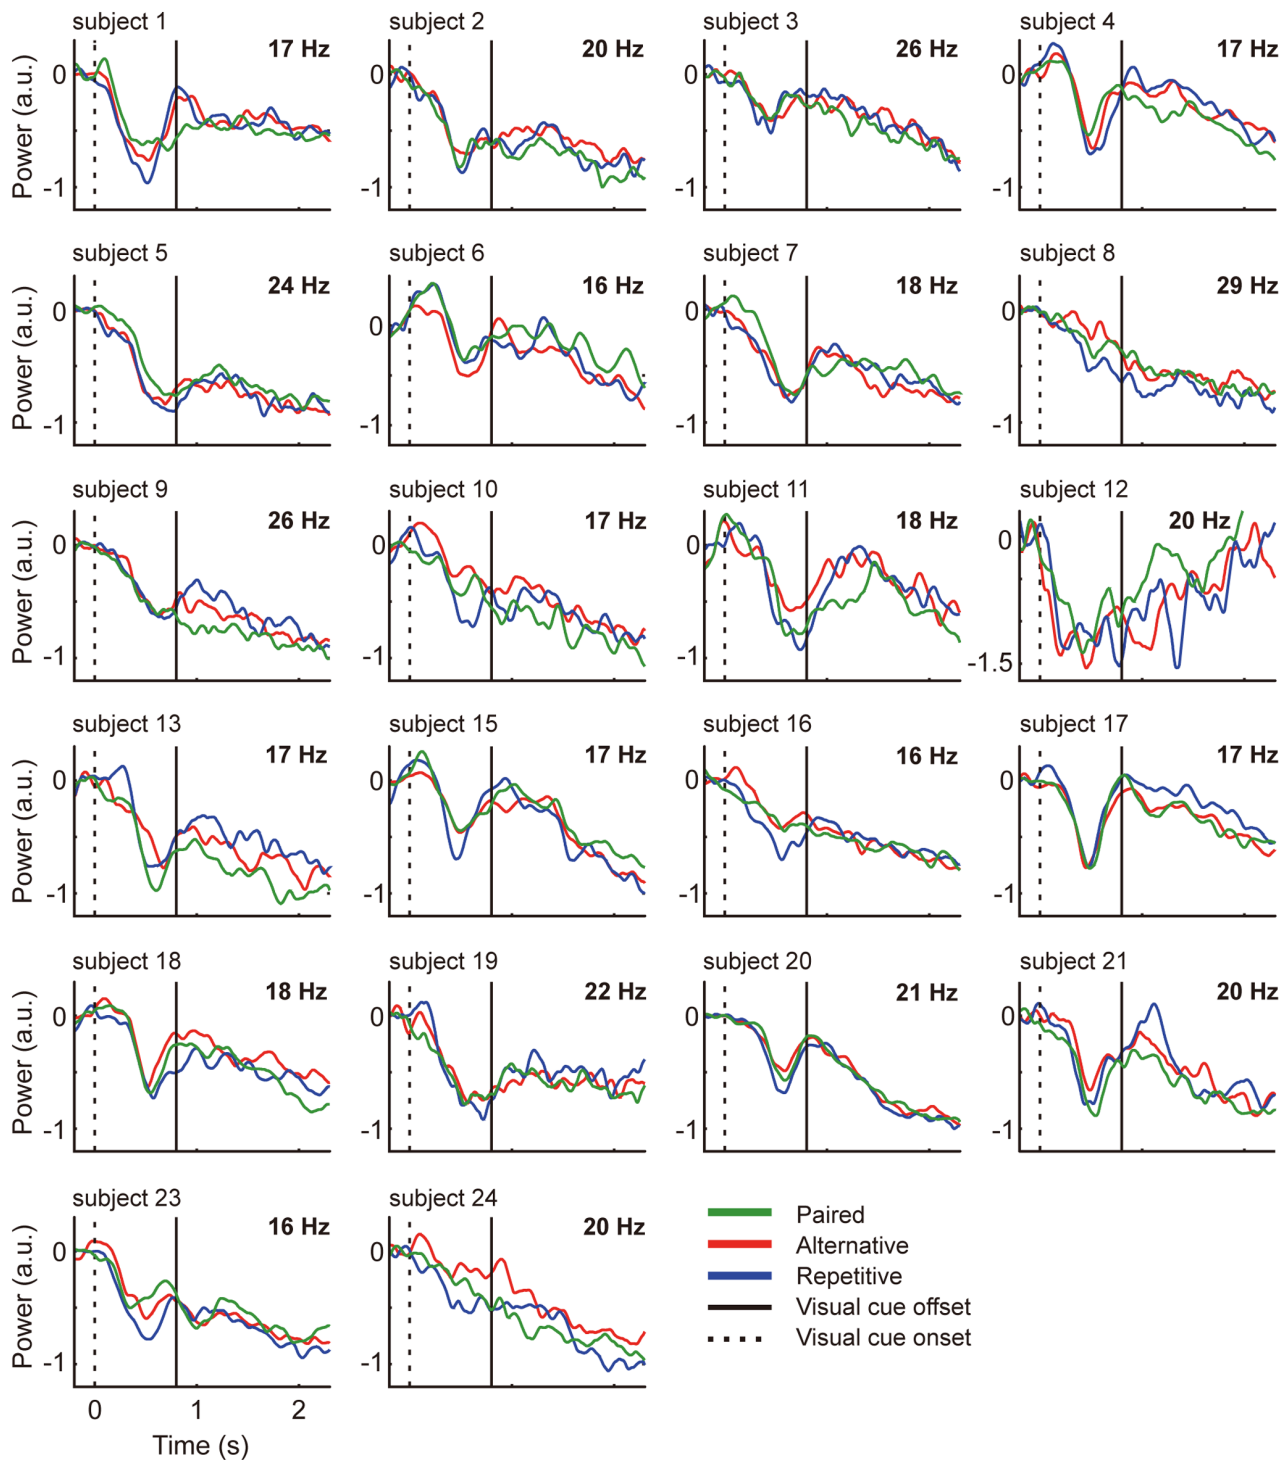 subject 1
subject 2
subject 3
subject 4
17 Hz
20 Hz
26 Hz
17 Hz
Power (a.u.)
0
-1
0
-1
0
-1
0
-1
subject 5
subject 6
subject 7
subject 8
24 Hz
16 Hz
18 Hz
29 Hz
Power (a.u.)
0
-1
0
-1
0
-1
0
-1
subject 9
subject 10
subject 11
subject 12
26 Hz
17 Hz
18 Hz
20 Hz
Power (a.u.)
0
-1
0
-1
0
-1
0
-1.5
subject 13
subject 15
subject 16
subject 17
17 Hz
17 Hz
16 Hz
17 Hz
Power (a.u.)
0
-1
0
-1
0
-1
0
-1
subject 18
subject 19
subject 20
subject 21
18 Hz
22 Hz
21 Hz
20 Hz
Power (a.u.)
0
-1
0
-1
0
-1
0
-1
subject 23
subject 24
16 Hz
20 Hz
Power (a.u.)
0
-1
0
-1
0 1 2
Time (s)
Paired
Alternative
Repetitive
Visual cue offset
Visual cue onset